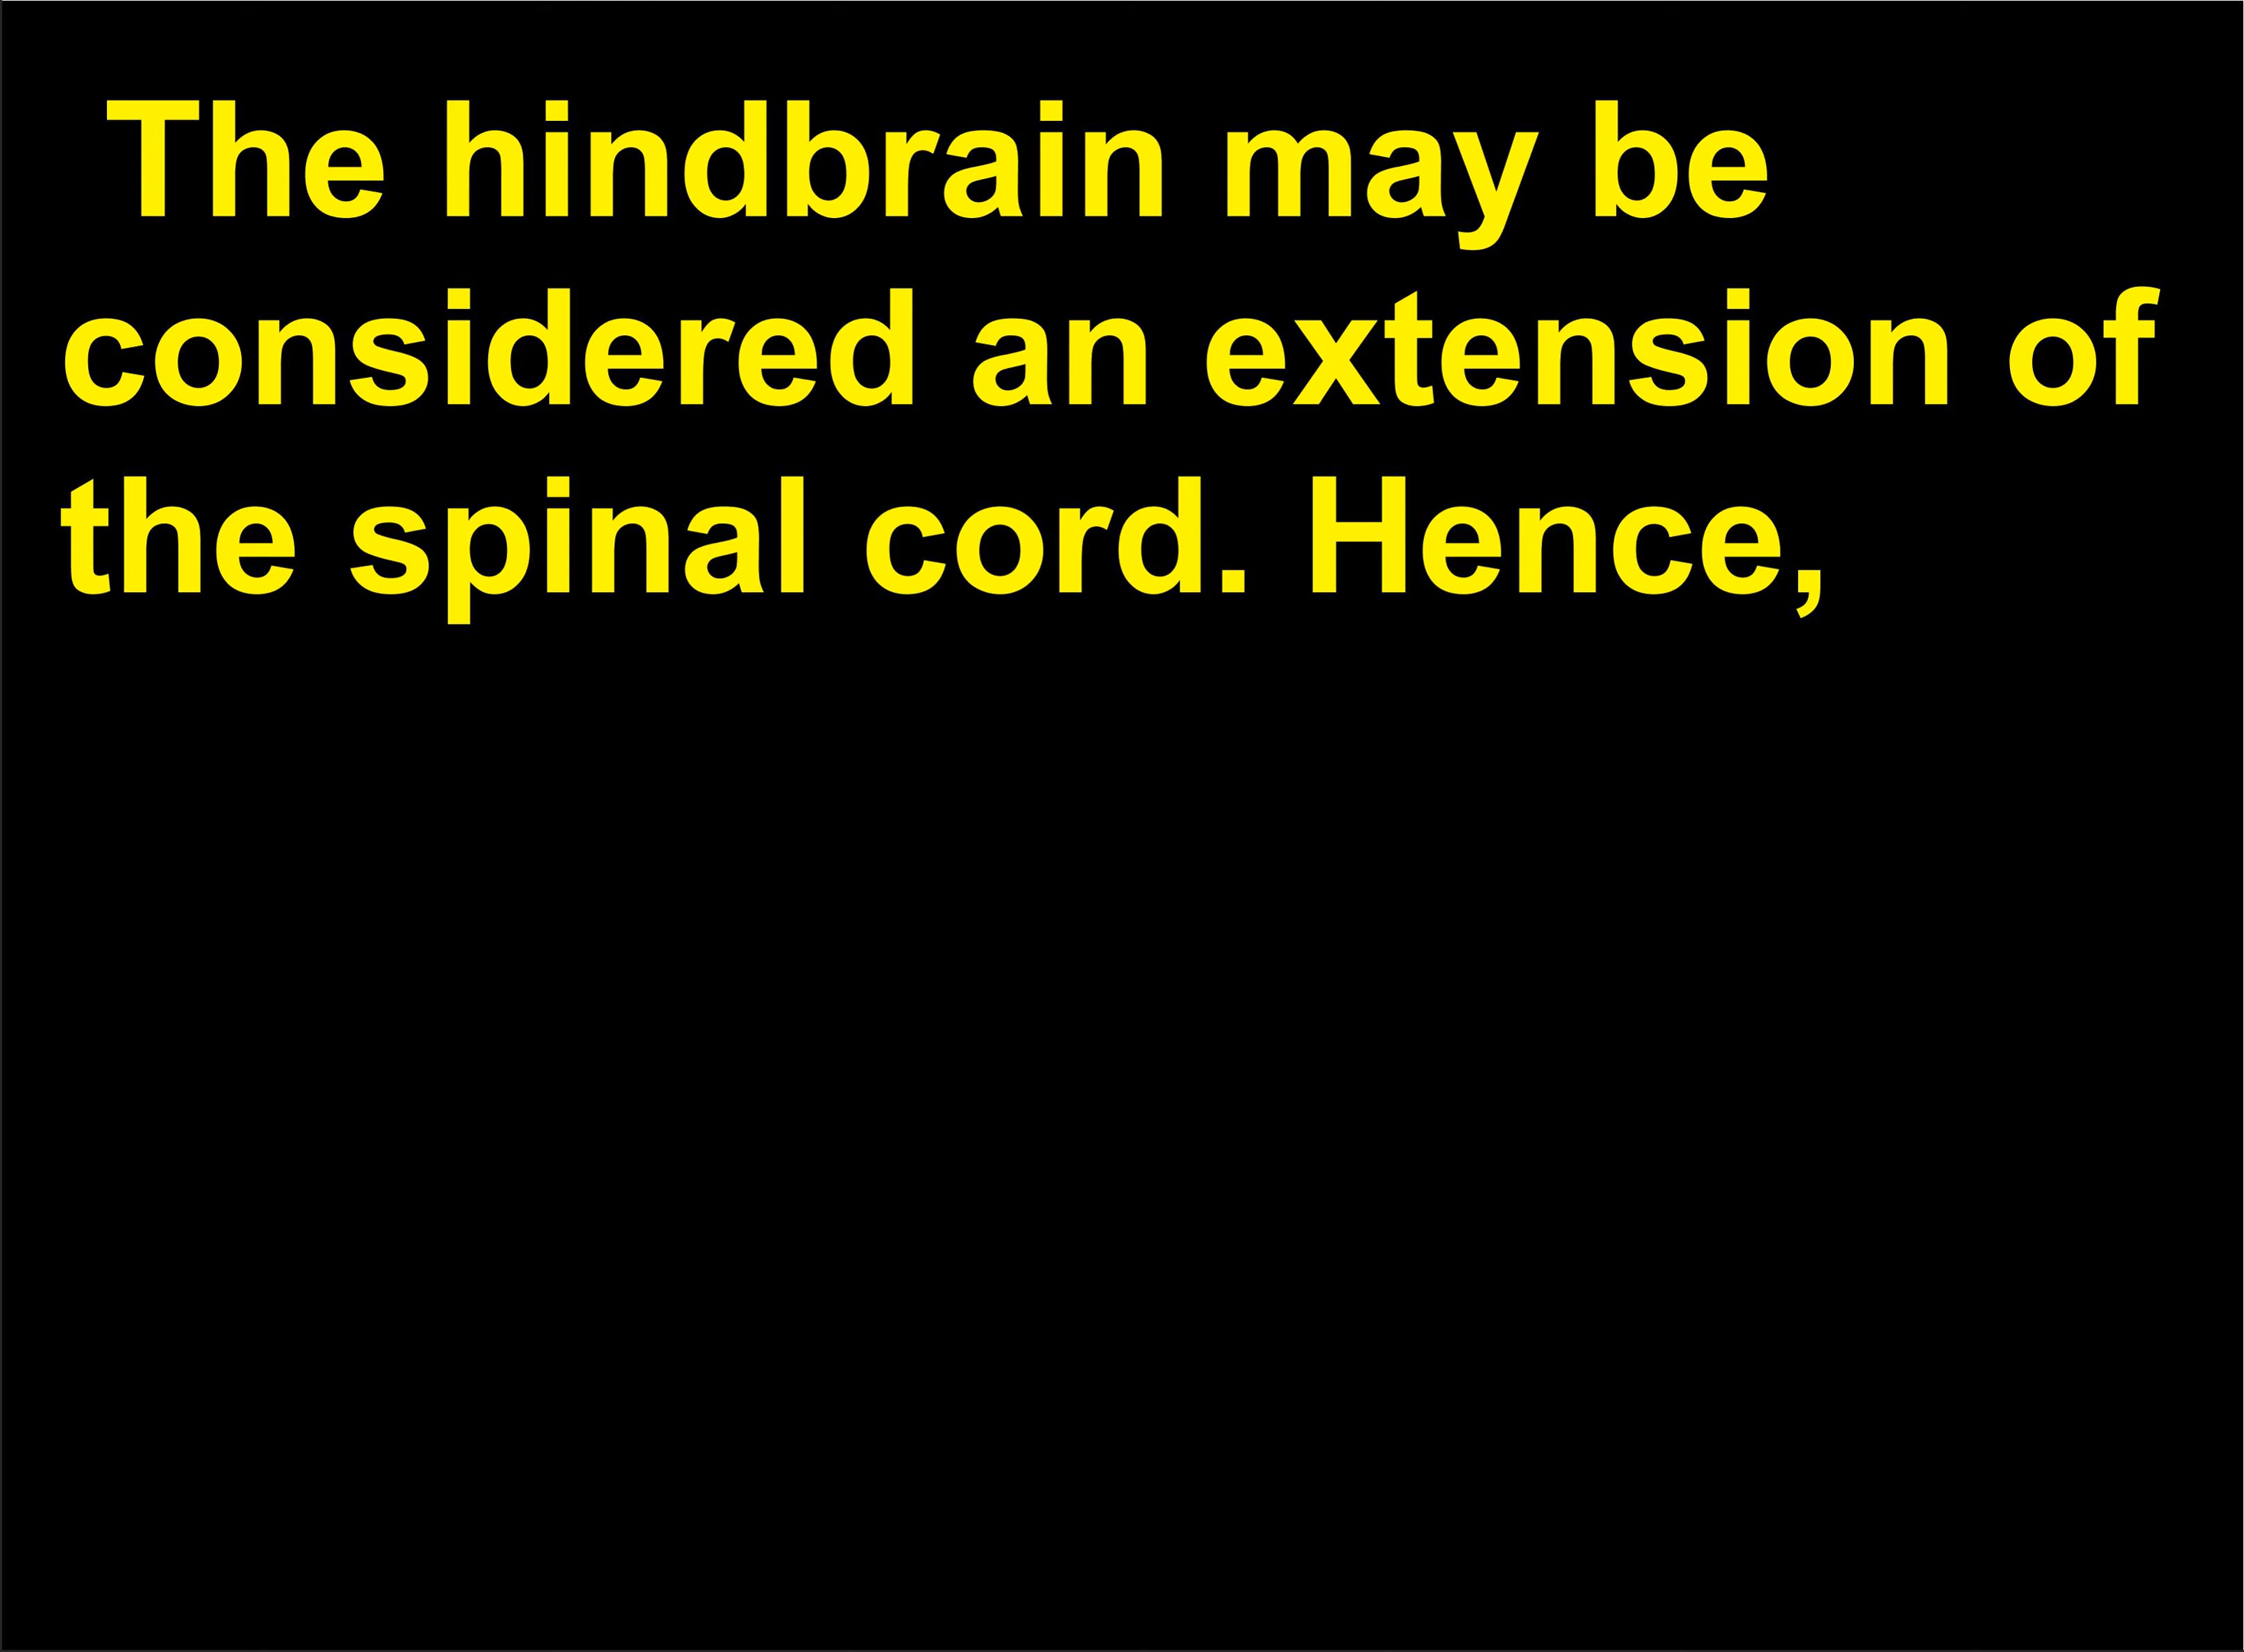 The hindbrain may be
considered an extension of
the spinal cord. Hence,